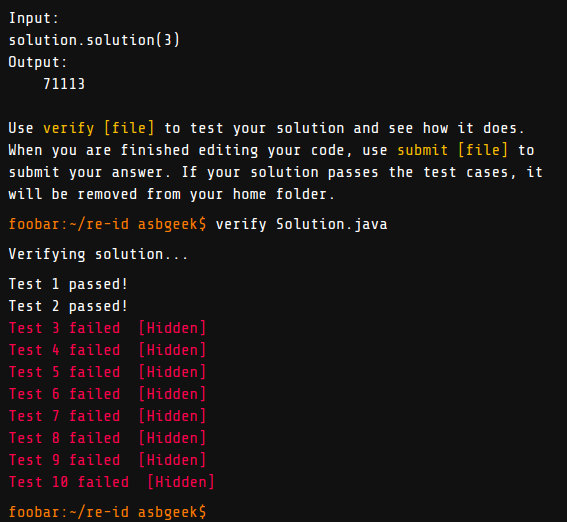 Input:
solution.solution(3)
Output:
    71113
Use verify [file] to test your solution and see how it does.
When you are finished editing your code, use submit [file] to
submit your answer. If your solution passes the test cases, it
will be removed from your home folder.
foobar:~/re-id asbgeek$ verify Solution.java
Verifying solution...
Test 1 passed!
Test 2 passed!
Test 3 failed  [Hidden]
Test 4 failed  [Hidden]
Test 5 failed  [Hidden]
Test 6 failed  [Hidden]
Test 7 failed  [Hidden]
Test 8 failed  [Hidden]
Test 9 failed  [Hidden]
Test 10 failed  [Hidden]
foobar:~/re-id asbgeek$